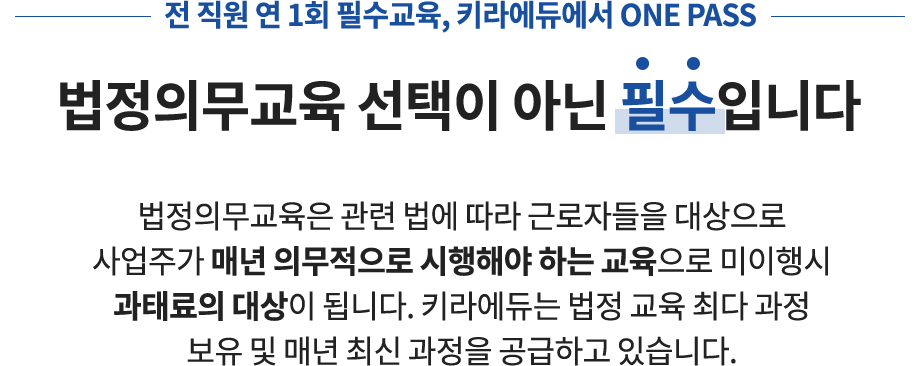 전 직원 연 1회 필수교육, 키라에듀에서 ONE PASS
법정의무교육 선택이 아닌 필수입니다
법정의무교육은 관련 법에 따라 근로자들을 대상으로
사업주가 매년 의무적으로 시행해야 하는 교육으로 미이행시
과태료의 대상이 됩니다. 키라에듀는 법정 교육 최다 과정
보유 및 매년 최신 과정을 공급하고 있습니다.